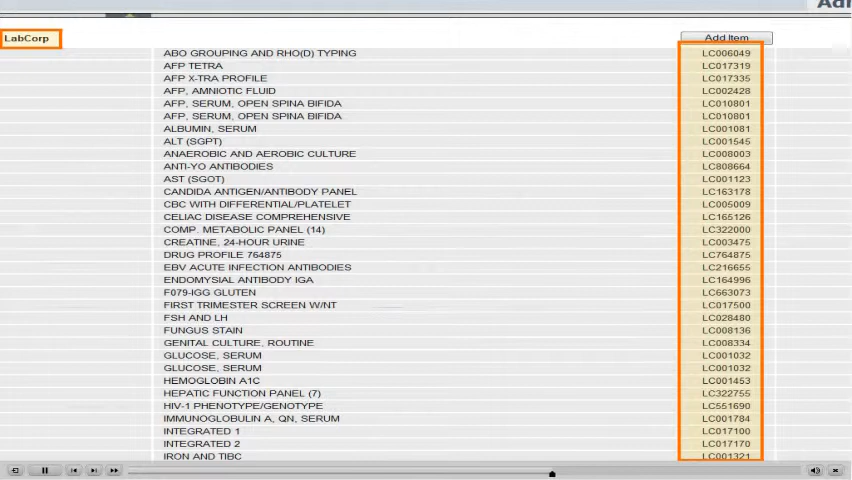 LabCorp Add Item
ABO GROUPING AND RHO(D) TYPING LC006049
AFP TETRA LC017319
AFP X-TRA PROFILE LC017335
AFP, AMNIOTIC FLUID LC002428
AFP, SERUM, OPEN SPINA BIFIDA LC010801
AFP, SERUM, OPEN SPINA BIFIDA LC010801
ALBUMIN, SERUM LC001081
ALT (SGPT) LC001545
ANAEROBIC AND AEROBIC CULTURE LC008003
ANTI-YO ANTIBODIES LC808664
AST (SGOT) LC001123
CANDIDA ANTIGEN/ANTIBODY PANEL LC163178
CBC WITH DIFFERENTIAL/PLATELET LC005009
CELIAC DISEASE COMPREHENSIVE LC165126
COMP. METABOLIC PANEL (14) LC322000
CREATINE, 24-HOUR URINE LC003475
DRUG PROFILE 764875 LC764875
EBV ACUTE INFECTION ANTIBODIES LC216655
ENDOMYSIAL ANTIBODY IGA LC164996
F079-IGG GLUTEN LC663073
FIRST TRIMESTER SCREEN W/NT LC017500
FSH AND LH LC028480
FUNGUS STAIN LC008136
GENITAL CULTURE, ROUTINE LC008334
GLUCOSE, SERUM LC001032
GLUCOSE, SERUM LC001032
HEMOGLOBIN A1C LC001453
HEPATIC FUNCTION PANEL (7) LC322755
HIV-1 PHENOTYPE/GENOTYPE LC551690
IMMUNOGLOBULIN A, QN, SERUM LC001784
INTEGRATED 1 LC017100
INTEGRATED 2 LC017170
IRON AND TIBC LC001321